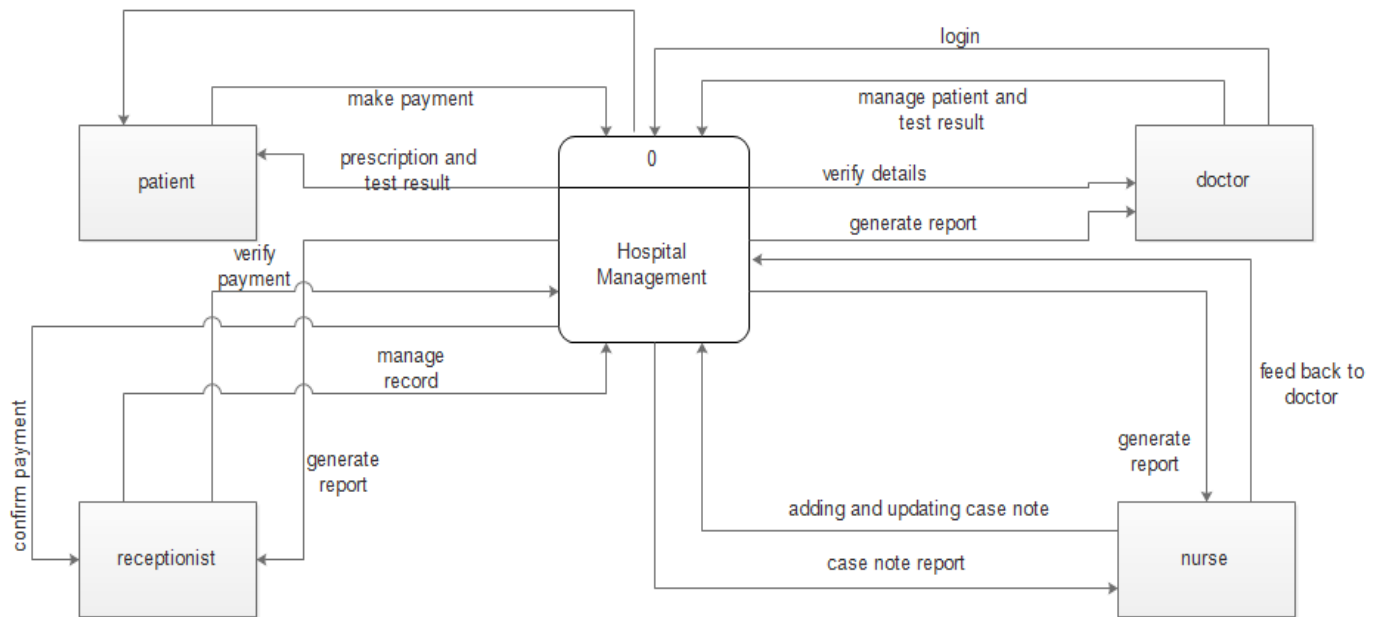 login
make payment
manage patient and
test result
0
prescription and
test result
patient
verify details
doctor
generate report
verify
payment
Hospital
Management
manage
record
feed back to
doctor
confirm payment
generate
report
generate
report
adding and updating case note
receptionist
case note report
nurse